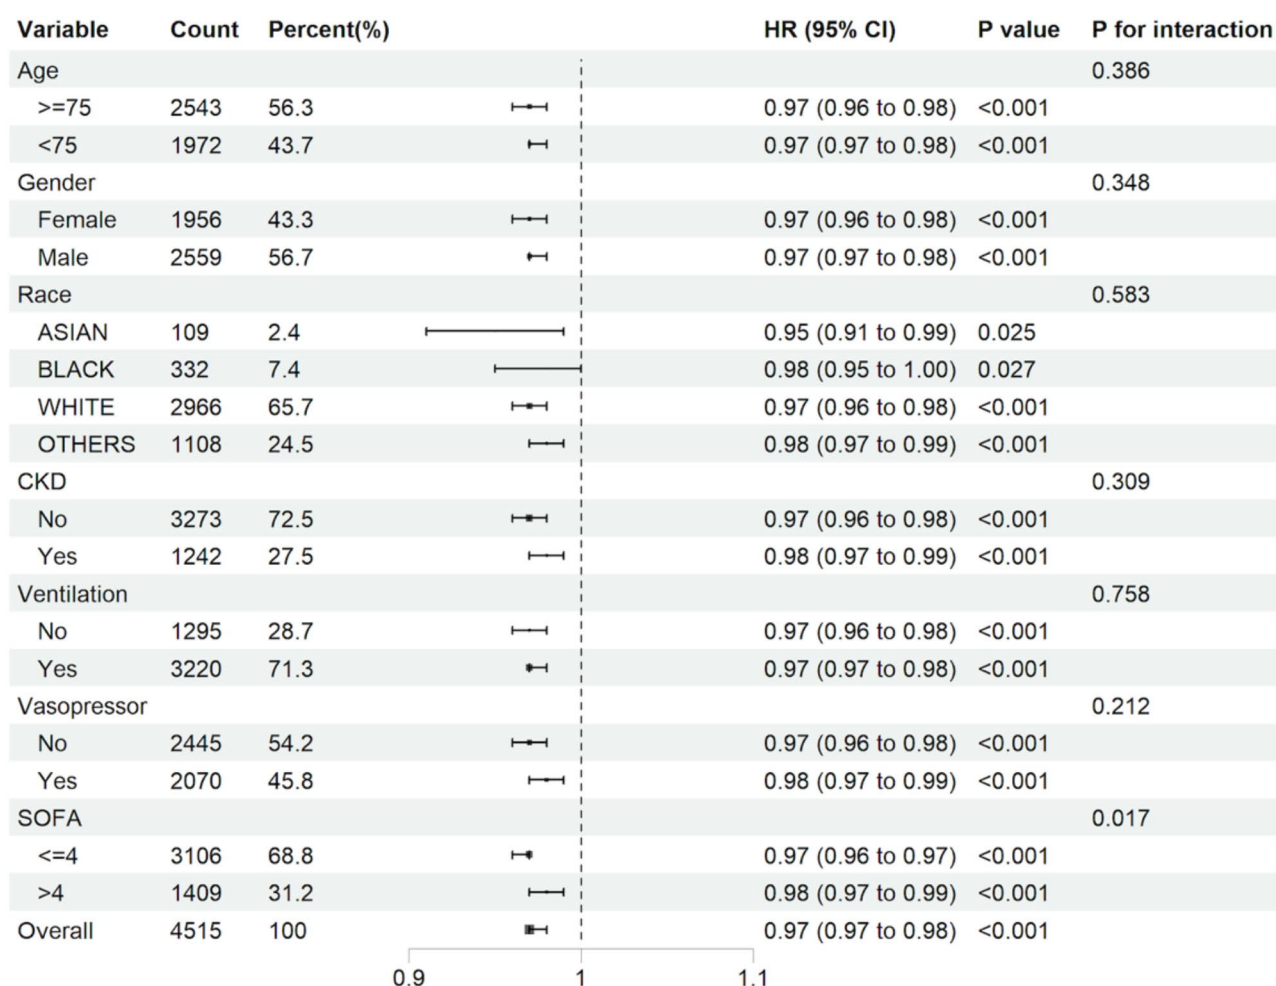 Variable Count Percent(%) HR (95% CI) P value P for interaction
Age 0.386
>=75 2543 56.3 0.97 (0.96 to 0.98) <0.001
<75 1972 43.7 0.97 (0.97 to 0.98) <0.001
Gender 0.348
Female 1956 43.3 0.97 (0.96 to 0.98) <0.001
Male 2559 56.7 0.97 (0.97 to 0.98) <0.001
Race 0.583
ASIAN 109 2.4 0.95 (0.91 to 0.99) 0.025
BLACK 332 7.4 0.98 (0.95 to 1.00) 0.027
WHITE 2966 65.7 0.97 (0.96 to 0.98) <0.001
OTHERS 1108 24.5 0.98 (0.97 to 0.99) <0.001
CKD 0.309
No 3273 72.5 0.97 (0.96 to 0.98) <0.001
Yes 1242 27.5 0.98 (0.97 to 0.99) <0.001
Ventilation 0.758
No 1295 28.7 0.97 (0.96 to 0.98) <0.001
Yes 3220 71.3 0.97 (0.97 to 0.98) <0.001
Vasopressor 0.212
No 2445 54.2 0.97 (0.96 to 0.98) <0.001
Yes 2070 45.8 0.98 (0.97 to 0.99) <0.001
SOFA 0.017
<=4 3106 68.8 0.97 (0.96 to 0.97) <0.001
>4 1409 31.2 0.98 (0.97 to 0.99) <0.001
Overall 4515 100 0.97 (0.97 to 0.98) <0.001
0.9 1 1.1